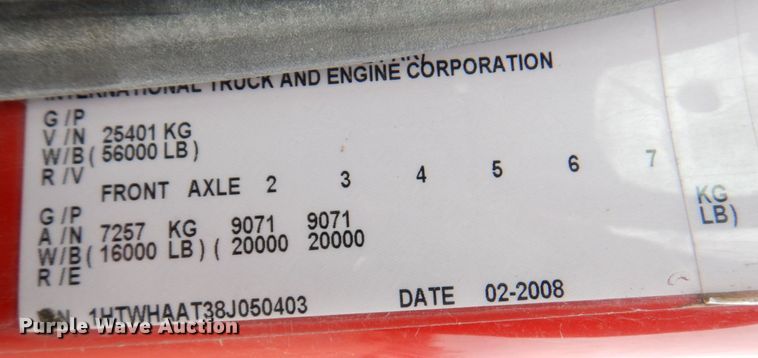 INTERNATIONAL TRUCK AND ENGINE CORPORATION
G/P
V/N 25401 KG
W/B( 56000 LB)
R/V
FRONT AXLE 2 3 4 5 6 7
G/P
A/N 7257 KG 9071 9071 KG
W/B( 16000 LB) ( 20000 20000 LB)
R/E
1HTWHAAT38J050403 DATE 02-2008
Purple Wave Auction